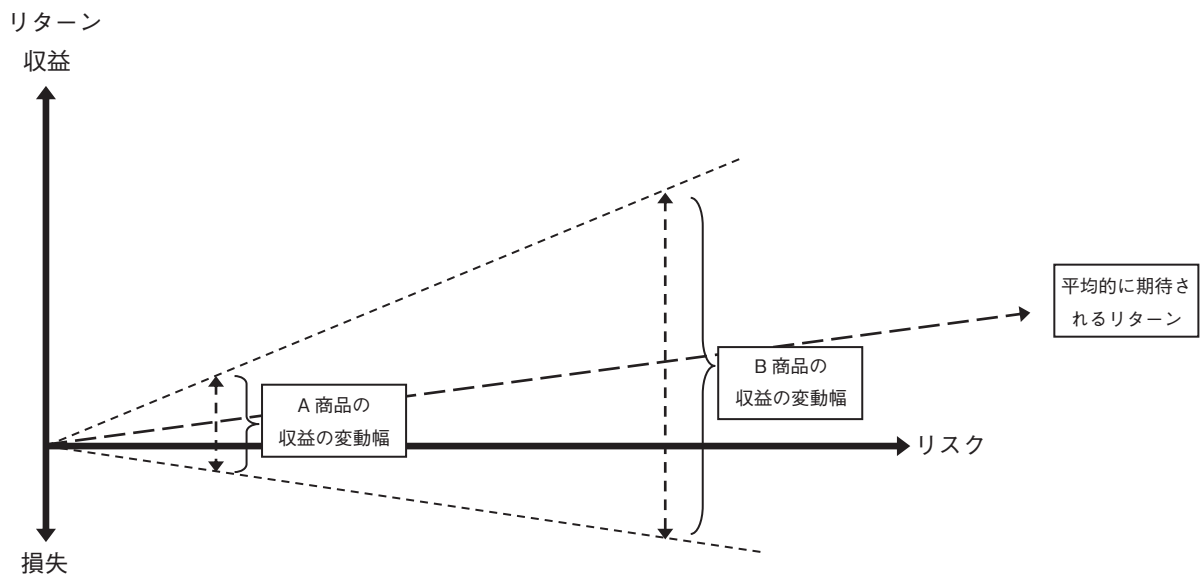 リターン
収益
平均的に期待さ
れるリターン
B 商品の
収益の変動幅
A 商品の
収益の変動幅
リスク
損失